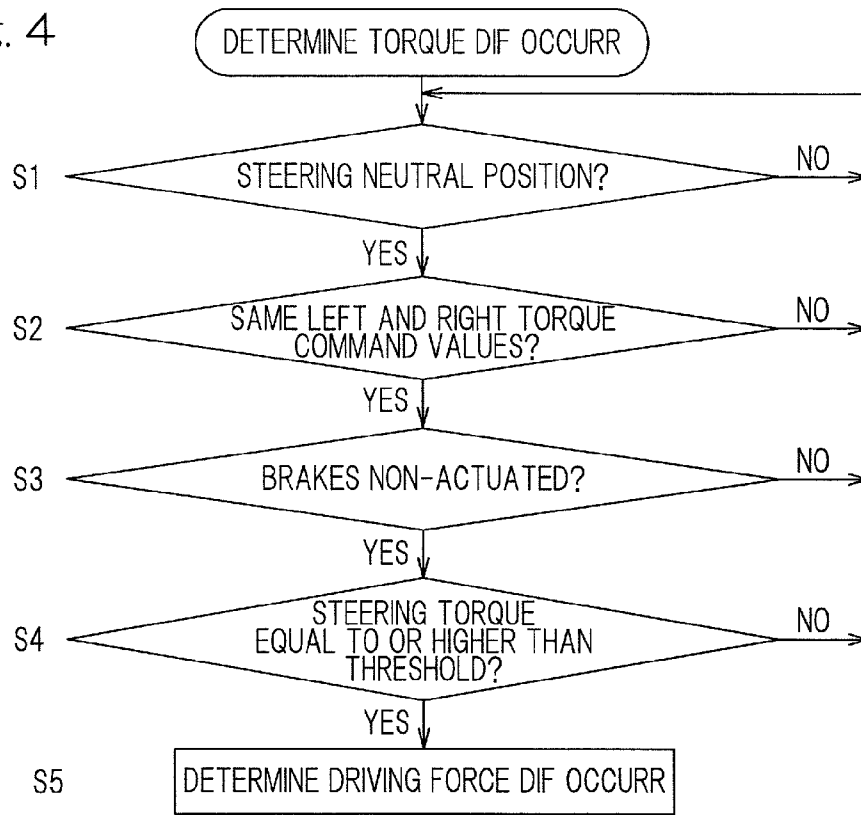 . 4
DETERMINE TORQUE DIF OCCURR
S1
STEERING NEUTRAL POSITION?
NO
YES
S2
SAME LEFT AND RIGHT TORQUE
COMMAND VALUES?
NO
YES
S3
BRAKES NON-ACTUATED?
NO
YES
S4
STEERING TORQUE
EQUAL TO OR HIGHER THAN
THRESHOLD?
NO
YES
S5
DETERMINE DRIVING FORCE DIF OCCURR